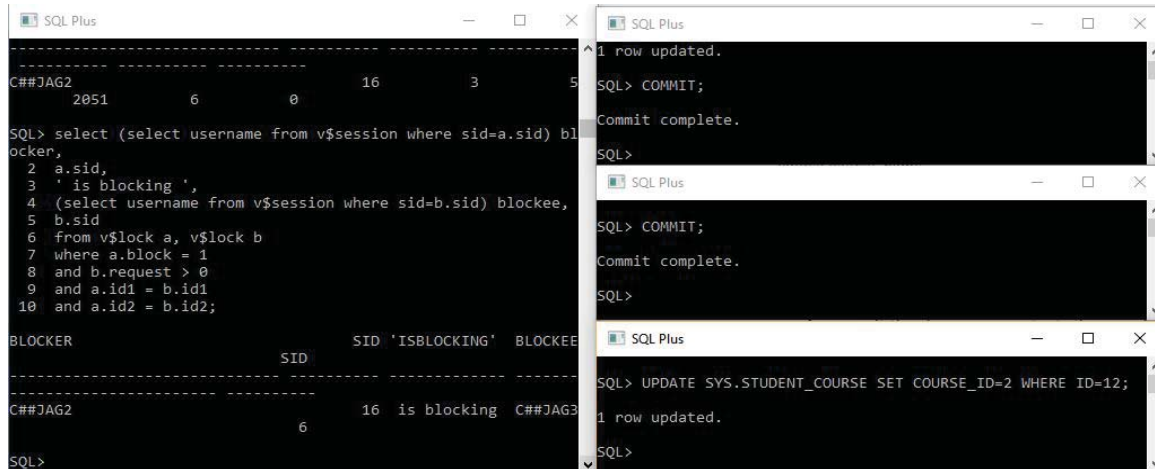 SQL Plus
------------------------------ ---------- ---------- ----------
---------- ---------- ----------
C##JAG2 16 3 5
2051 6 0
SQL> select (select username from v$session where sid=a.sid) bl
ocker,
2 a.sid,
3 ' is blocking ',
4 (select username from v$session where sid=b.sid) blockee,
5 b.sid
6 from v$lock a, v$lock b
7 where a.block = 1
8 and b.request > 0
9 and a.id1 = b.id1
10 and a.id2 = b.id2;
BLOCKER SID 'ISBLOCKING' BLOCKEE
SID
------------------------------ ---------- ------------- -------
----------------------- ----------
C##JAG2 16 is blocking C##JAG3
6
SQL>
SQL Plus
1 row updated.
SQL> COMMIT;
Commit complete.
SQL>
SQL Plus
SQL> COMMIT;
Commit complete.
SQL>
SQL Plus
SQL> UPDATE SYS.STUDENT_COURSE SET COURSE_ID=2 WHERE ID=12;
1 row updated.
SQL>